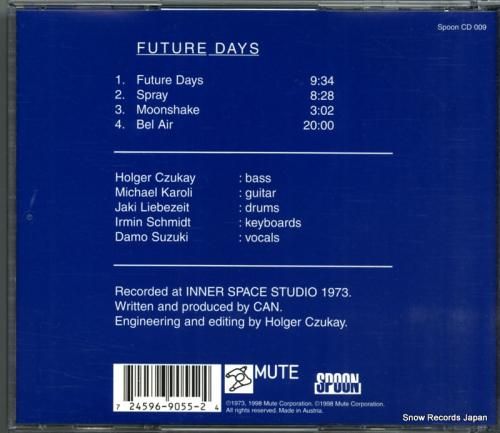 Spoon CD 009
FUTURE DAYS
1. Future Days 9:34
2. Spray 8:28
3. Moonshake 3:02
4. Bel Air 20:00
Holger Czukay : bass
Michael Karoli : guitar
Jaki Liebezeit : drums
Irmin Schmidt : keyboards
Damo Suzuki : vocals
Recorded at INNER SPACE STUDIO 1973.
Written and produced by CAN.
Engineering and editing by Holger Czukay.
MUTE
SPOON
7 24596-9055-2 4
©1973, 1998 Mute Corporation. ℗1998 Mute Corporation.
All rights reserved. Made in Austria.
Snow Records Japan
http://recordsjapan.net/